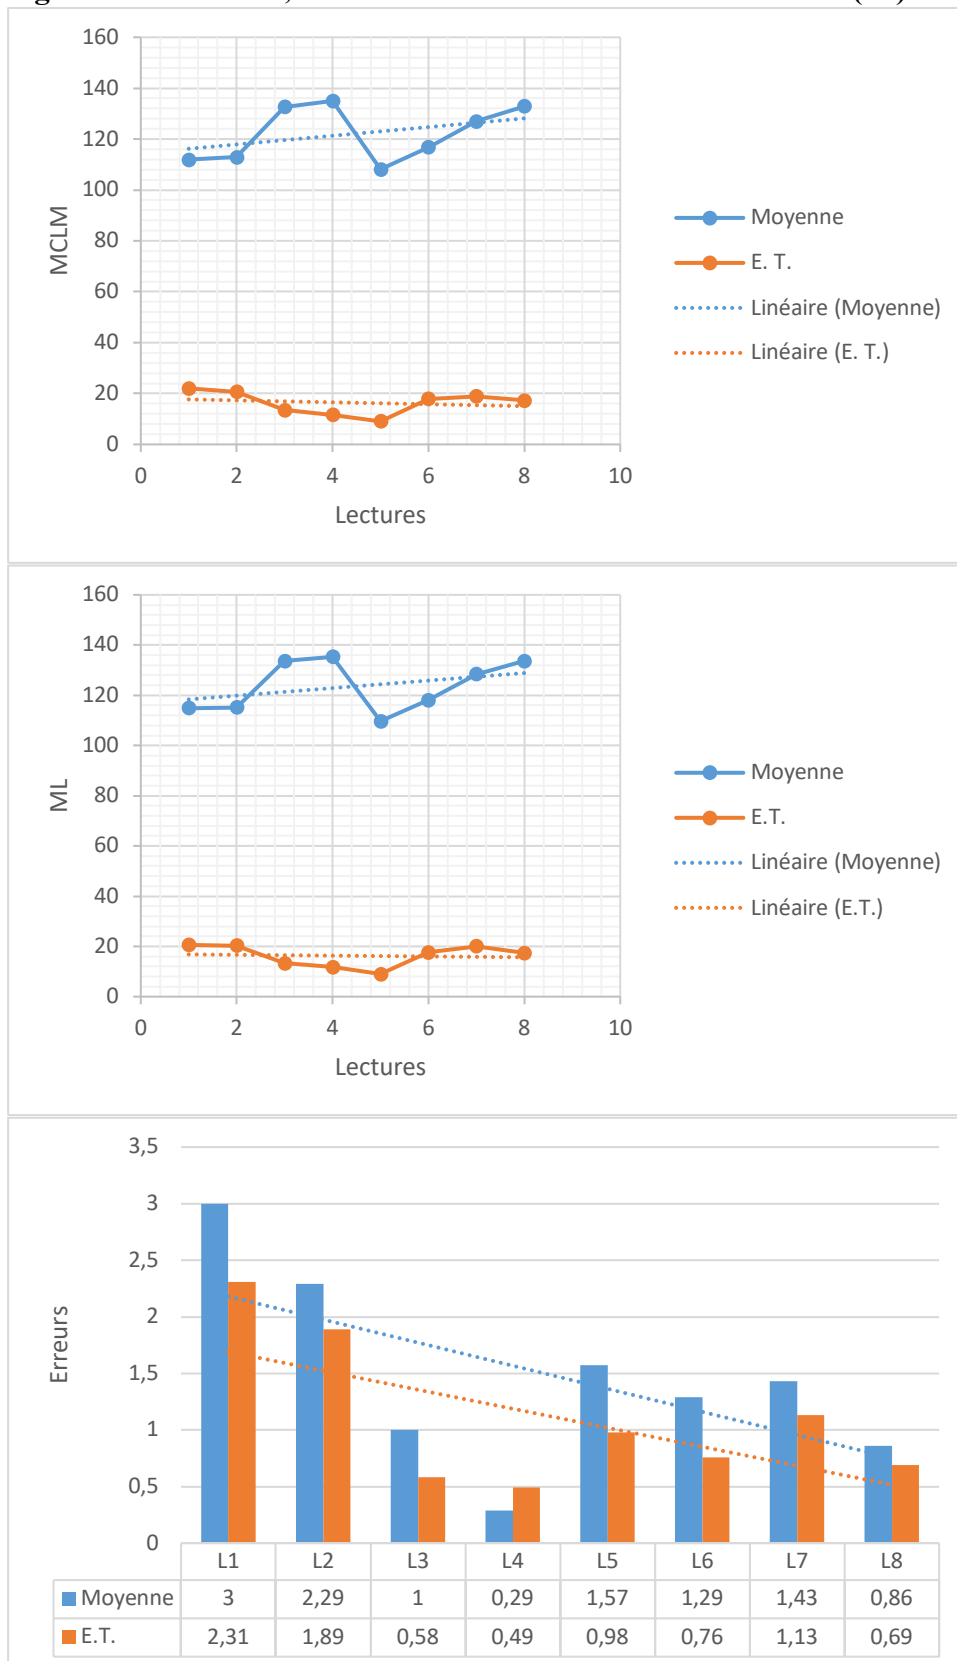 160
140
120
100
80
60
40
20
0
0 2 4 6 8 10
MCLM
Lectures
Moyenne
E. T.
Linéaire (Moyenne)
Linéaire (E. T.)
160
140
120
100
80
60
40
20
0
0 2 4 6 8 10
ML
Lectures
Moyenne
E.T.
Linéaire (Moyenne)
Linéaire (E.T.)
3,5
3
2,5
2
1,5
1
0,5
0
Erreurs
L1 L2 L3 L4 L5 L6 L7 L8
Moyenne 3 2,29 1 0,29 1,57 1,29 1,43 0,86
E.T. 2,31 1,89 0,58 0,49 0,98 0,76 1,13 0,69